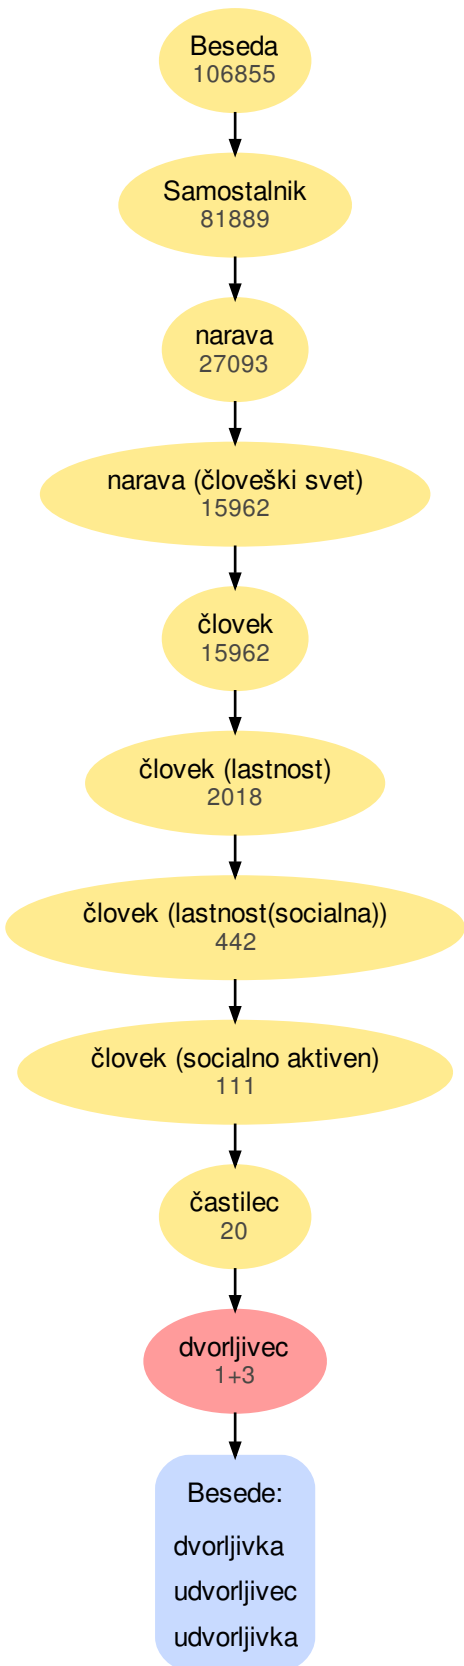 Beseda
106855
Samostalnik
81889
narava
27093
narava (človeški svet)
15962
človek
15962
človek (lastnost)
2018
človek (lastnost(socialna))
442
človek (socialno aktiven)
111
častilec
20
dvorljivec
1+3
Besede:
dvorljivka
udvorljivec
udvorljivka